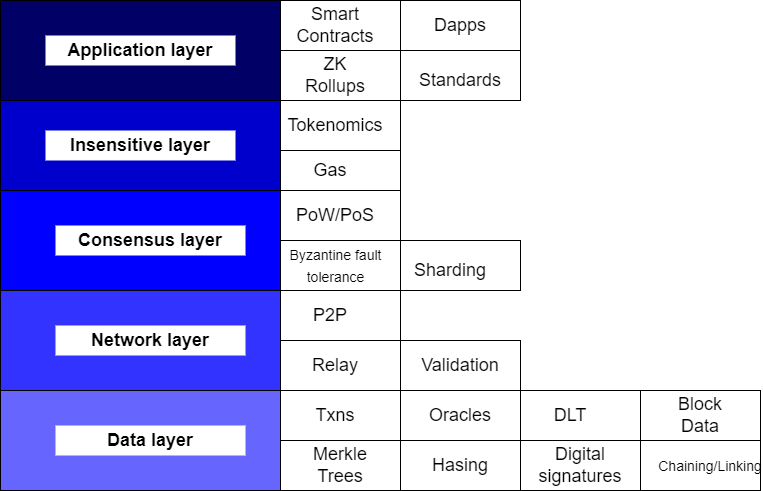 Application layer
Smart
Contracts
Dapps
ZK
Rollups
Standards
Insensitive layer
Tokenomics
Gas
Consensus layer
PoW/PoS
Byzantine fault
tolerance
Sharding
Network layer
P2P
Relay
Validation
Data layer
Txns
Oracles
DLT
Block
Data
Merkle
Trees
Hasing
Digital
signatures
Chaining/Linking